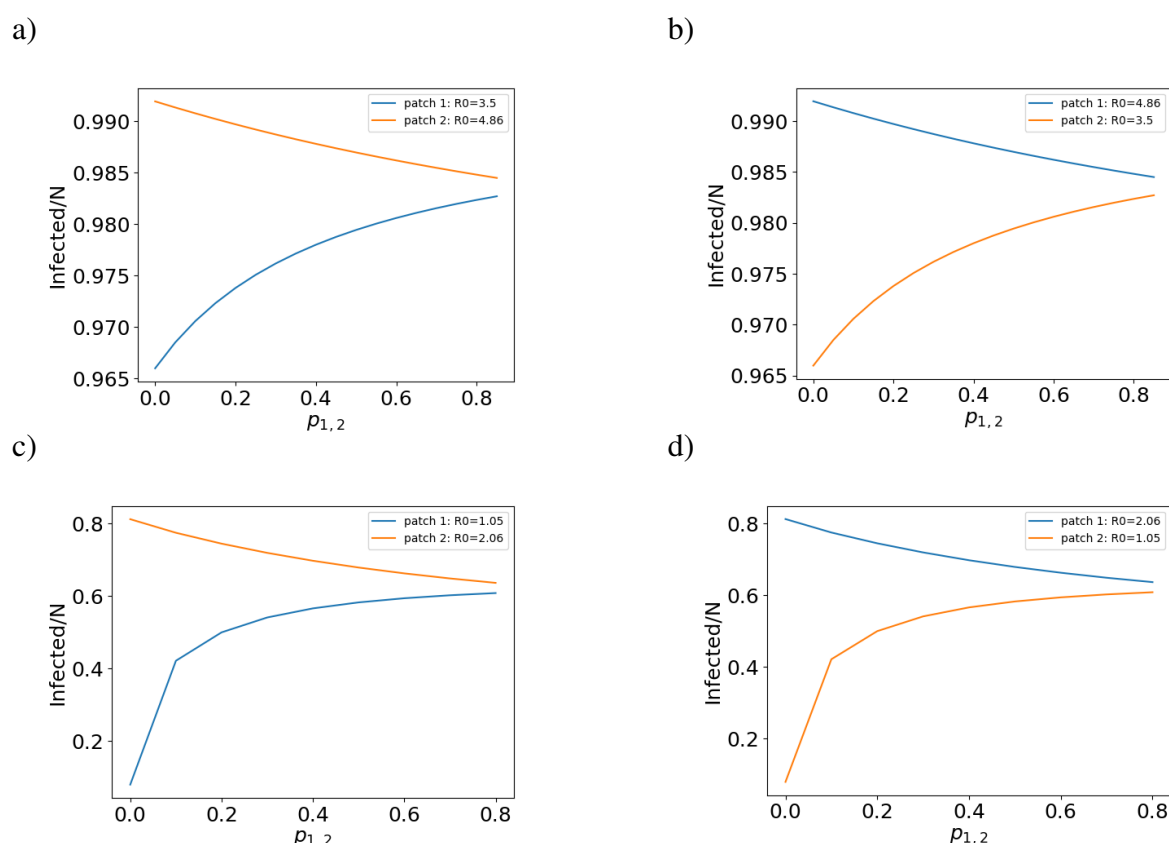 a)
b)
patch 1: R0=3.5
patch 2: R0=4.86
0.990
0.985
0.980
0.975
0.970
0.965
Infected/N
0.0 0.2 0.4 0.6 0.8
p1, 2
patch 1: R0=4.86
patch 2: R0=3.5
0.990
0.985
0.980
0.975
0.970
0.965
Infected/N
0.0 0.2 0.4 0.6 0.8
p1, 2
c)
d)
patch 1: R0=1.05
patch 2: R0=2.06
0.8
0.6
0.4
0.2
Infected/N
0.0 0.2 0.4 0.6 0.8
p1, 2
patch 1: R0=2.06
patch 2: R0=1.05
0.8
0.6
0.4
0.2
Infected/N
0.0 0.2 0.4 0.6 0.8
p1, 2